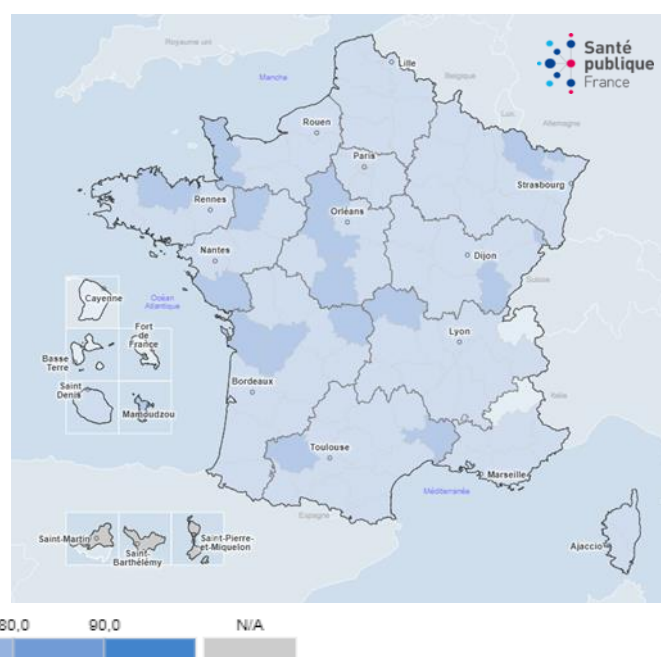 Santé
publique
France
Royaume uni
Lille
Manche
Belgique
Lux.
Allemagne
Rouen
Paris
Strasbourg
Rennes
Orléans
Nantes
Dijon
Suisse
Cayenne
Océan
Atlantique
Fort
de
France
Basse
Terre
Lyon
Saint
Denis
Mamoudzou
Bordeaux
Italie
Toulouse
Marseille
Méditerranée
Espagne
Saint-Martin
Saint-
Barthélémy
Saint-Pierre
et-Miquelon
Ajaccio
80,0 90,0 N/A